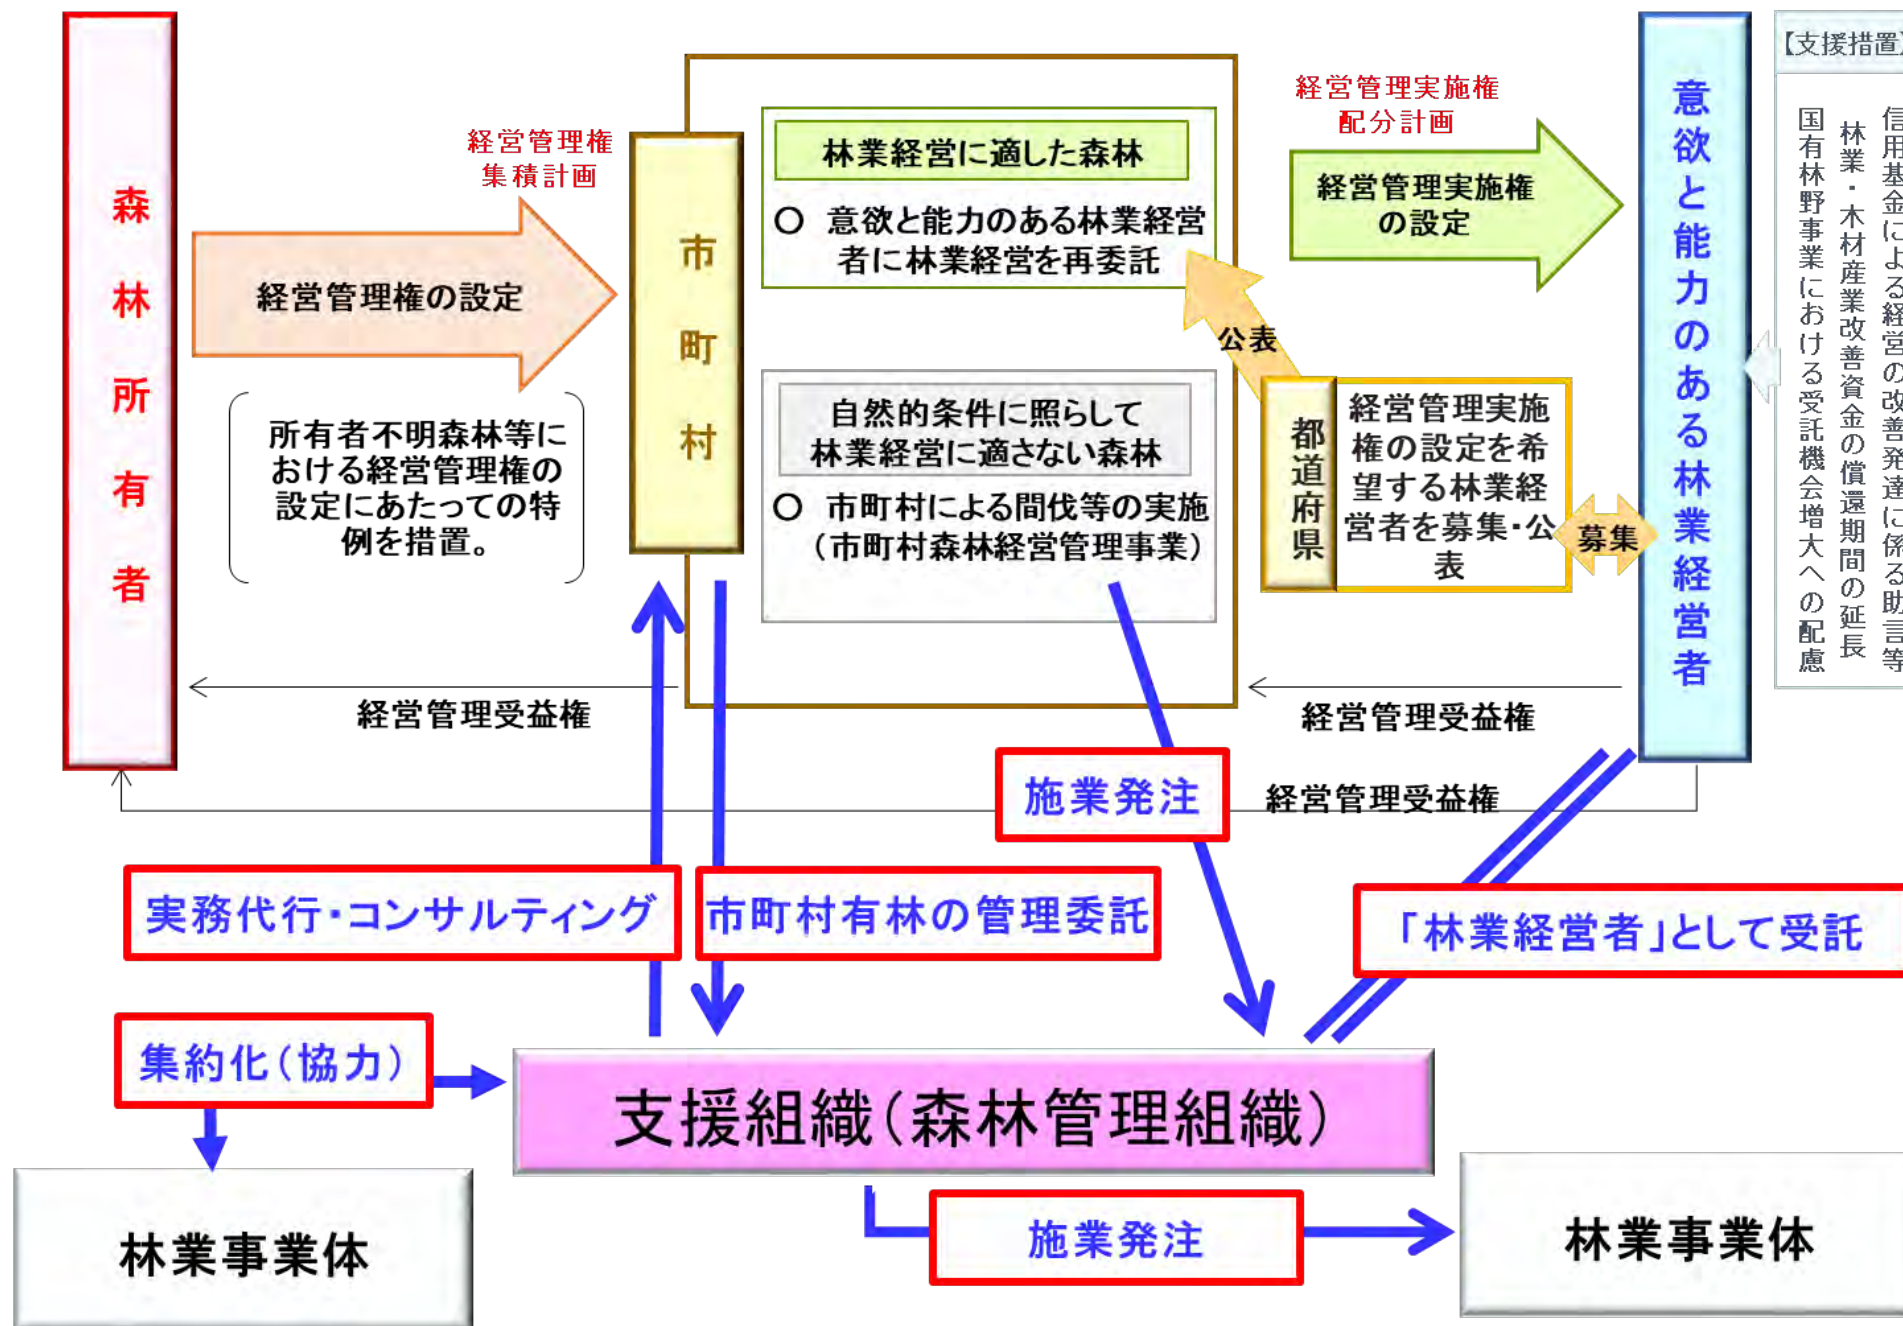 森林所有者
経営管理権
集積計画
経営管理権の設定
所有者不明森林等に
おける経営管理権の
設定にあたっての特
例を措置。
市町村
林業経営に適した森林
○ 意欲と能力のある林業経営
者に林業経営を再委託
自然的条件に照らして
林業経営に適さない森林
○ 市町村による間伐等の実施
（市町村森林経営管理事業）
経営管理実施権
配分計画
経営管理実施権
の設定
公表
都道府県
経営管理実施
権の設定を希
望する林業経
営者を募集・公
表
募集
意欲と能力のある林業経営者
【支援措置】
信用基金による経営の改善発達に係る助言等
林業・木材産業改善資金の償還期間の延長
国有林野事業における受託機会増大への配慮
経営管理受益権
経営管理受益権
経営管理受益権
施業発注
実務代行・コンサルティング
市町村有林の管理委託
「林業経営者」として受託
集約化（協力）
支援組織（森林管理組織）
施業発注
林業事業体
林業事業体